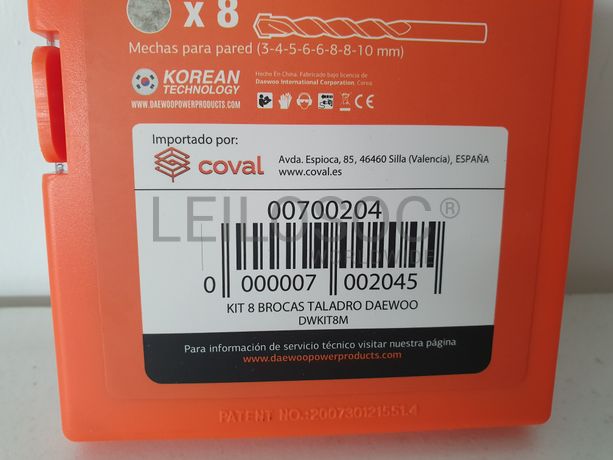 x 8
Mechas para pared (3-4-5-6-6-8-8-10 mm)
KOREAN
TECHNOLOGY
WWW.DAEWOOPOWERPRODUCTS.COM
Hecho En China. Fabricado bajo licencia de
Daewoo International Corporation, Corea
CE
Importado por:
coval
Avda. Espioca, 85, 46460 Silla (Valencia), ESPAÑA
www.coval.es
00700204
LEILOSOC®
WORLDWIDE
0 000007 002045
KIT 8 BROCAS TALADRO DAEWOO
DWKIT8M
Para información de servicio técnico visitar nuestra página
www.daewoopowerproducts.com
PATENT NO.:200730121551.4